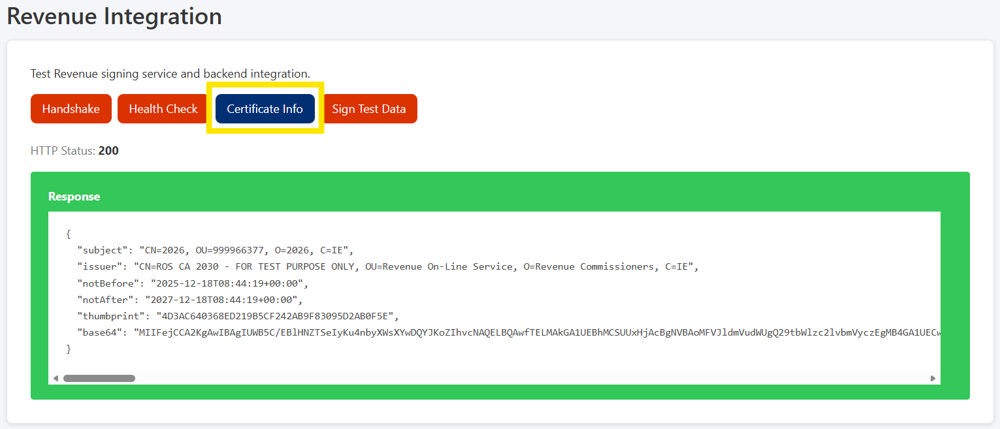 Revenue Integration
Test Revenue signing service and backend integration.
Handshake Health Check Certificate Info Sign Test Data
HTTP Status: 200
Response
{
"subject": "CN=2026, OU=999966377, O=2026, C=IE",
"issuer": "CN=ROS CA 2030 - FOR TEST PURPOSE ONLY, OU=Revenue On-Line Service, O=Revenue Commissioners, C=IE",
"notBefore": "2025-12-18T08:44:19+00:00",
"notAfter": "2027-12-18T08:44:19+00:00",
"thumbprint": "4D3AC640368ED219B5CF242AB9F83095D2AB0F5E",
"base64": "MIIFejCCA2KgAwIBAgIUWB5C/EBlHNZTSeIyKu4nbyXWsXYwDQYJKoZIhvcNAQELBQAwfTELMAkGA1UEBhMCSUUxHjAcBgNVBAoMFVJldmVudWUgQ29tbWlzc2lvbmVyczEgMB4GA1UECw
}